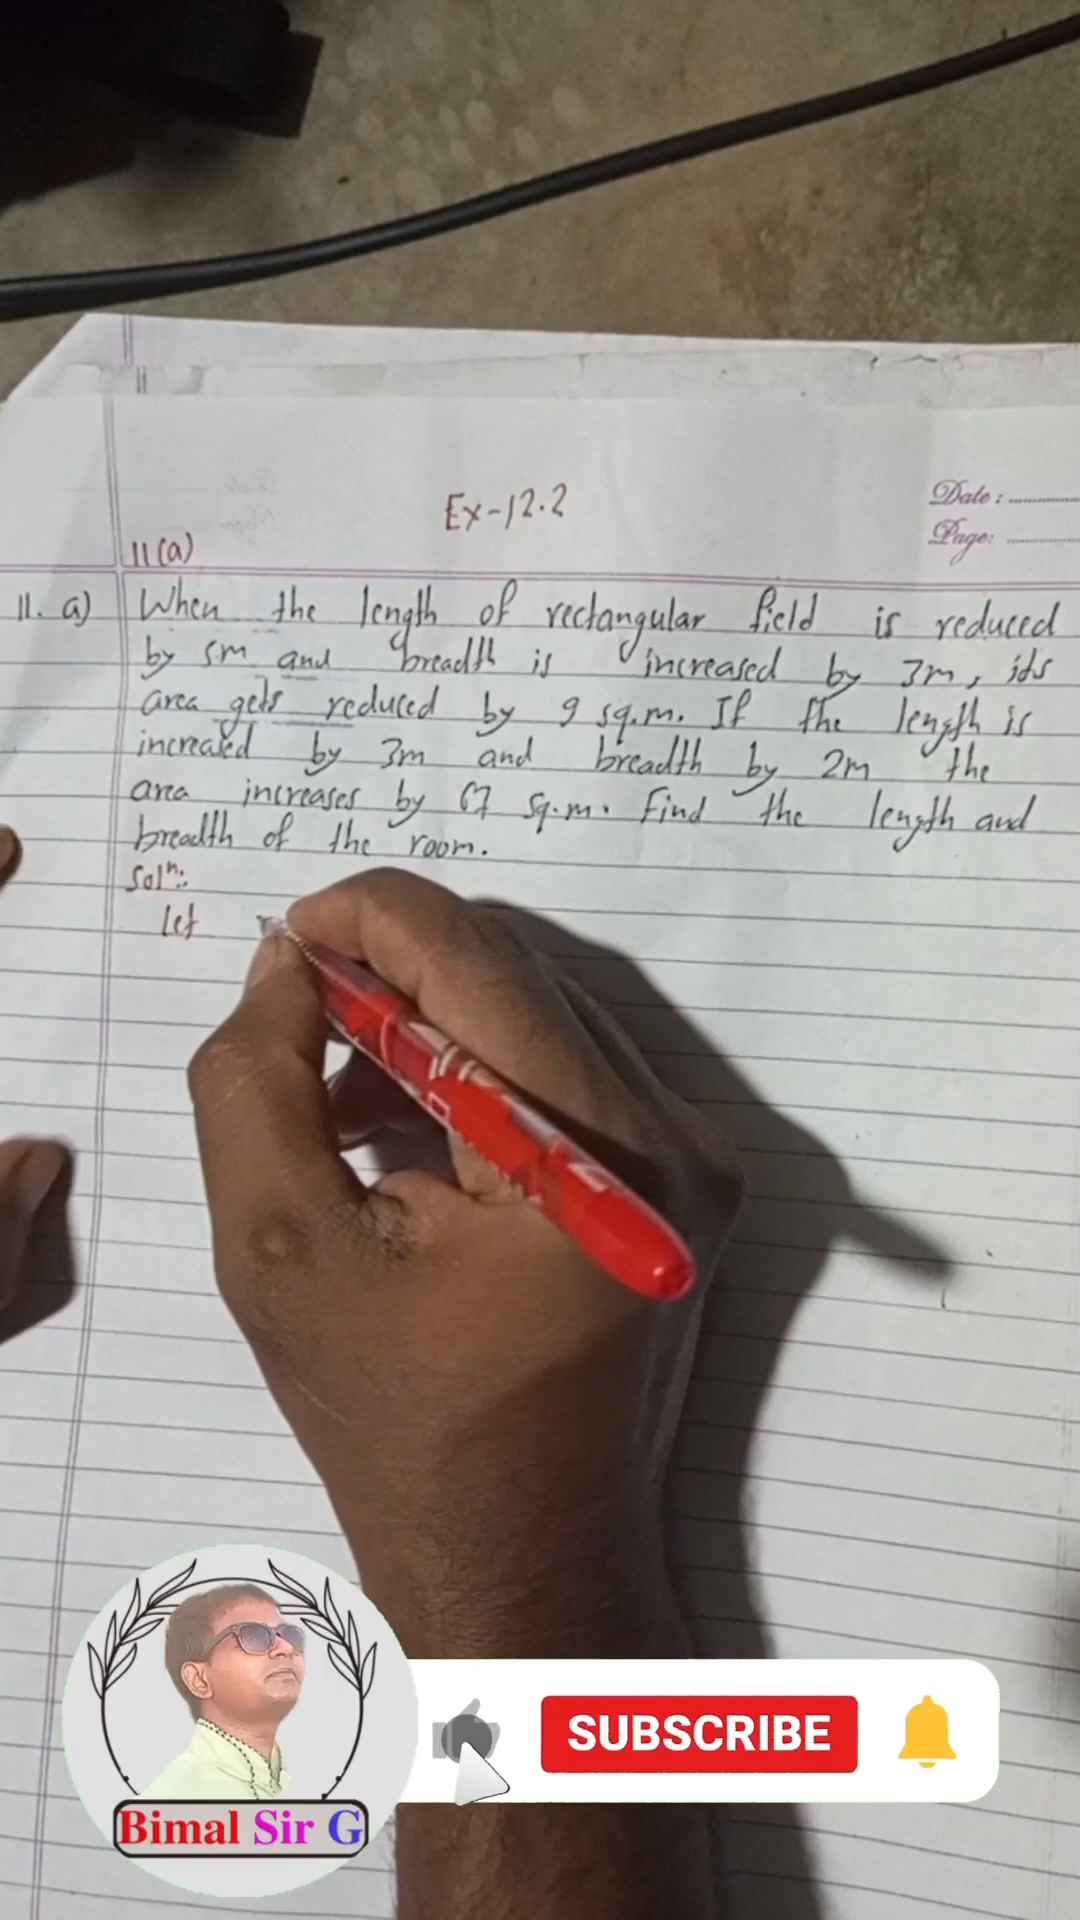 Ex-12.2
Date:
Page:
11(a)
11. a) When the length of rectangular field is reduced
by 5m and breadth is increased by 3m, its
area gets reduced by 9 sq.m. If the length is
increased by 3m and breadth by 2m the
area increases by 67 sq.m. Find the length and
breadth of the room.
Solⁿ:
Let
SUBSCRIBE
Bimal Sir G